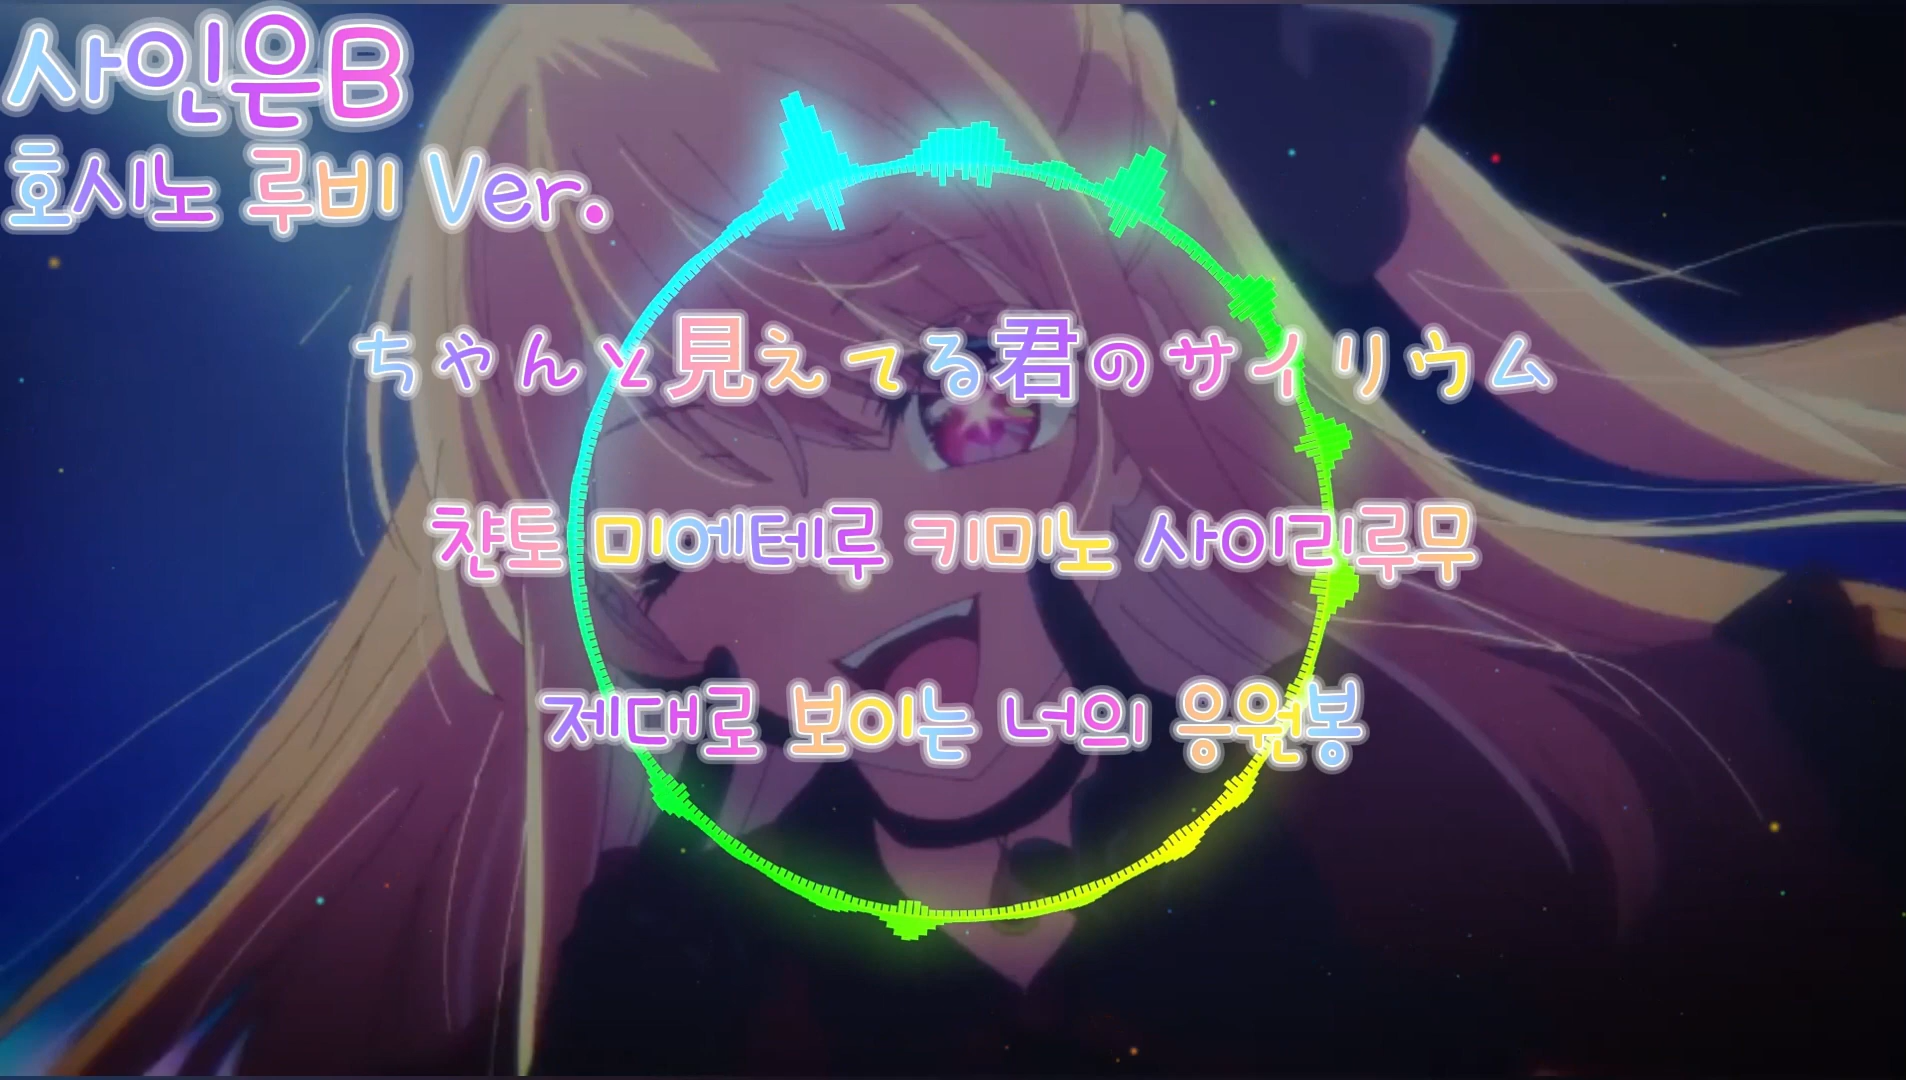 사인은B
호시노 루비 Ver.
ちゃんと見えてる君のサイリウム
챤토 미에테루 키미노 사이리루무
제대로 보이는 너의 응원봉